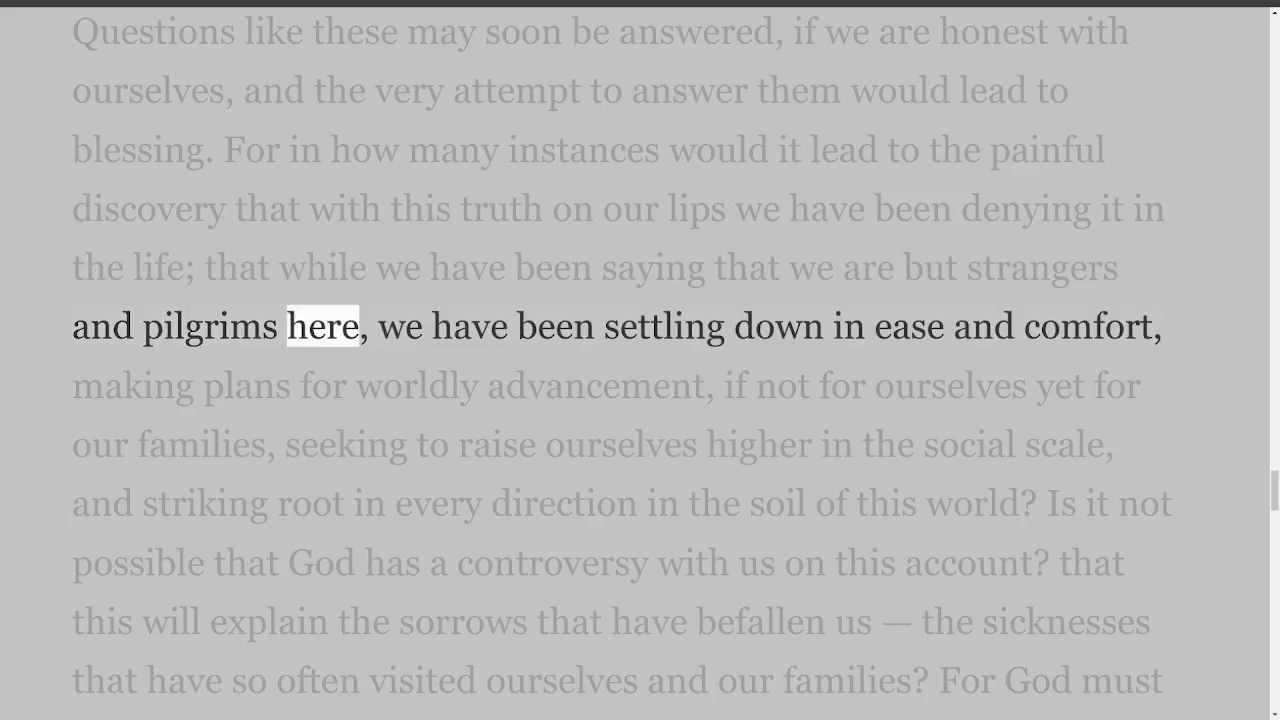 Questions like these may soon be answered, if we are honest with
ourselves, and the very attempt to answer them would lead to
blessing. For in how many instances would it lead to the painful
discovery that with this truth on our lips we have been denying it in
the life; that while we have been saying that we are but strangers
and pilgrims here, we have been settling down in ease and comfort,
making plans for worldly advancement, if not for ourselves yet for
our families, seeking to raise ourselves higher in the social scale,
and striking root in every direction in the soil of this world? Is it not
possible that God has a controversy with us on this account? that
this will explain the sorrows that have befallen us — the sicknesses
that have so often visited ourselves and our families? For God must